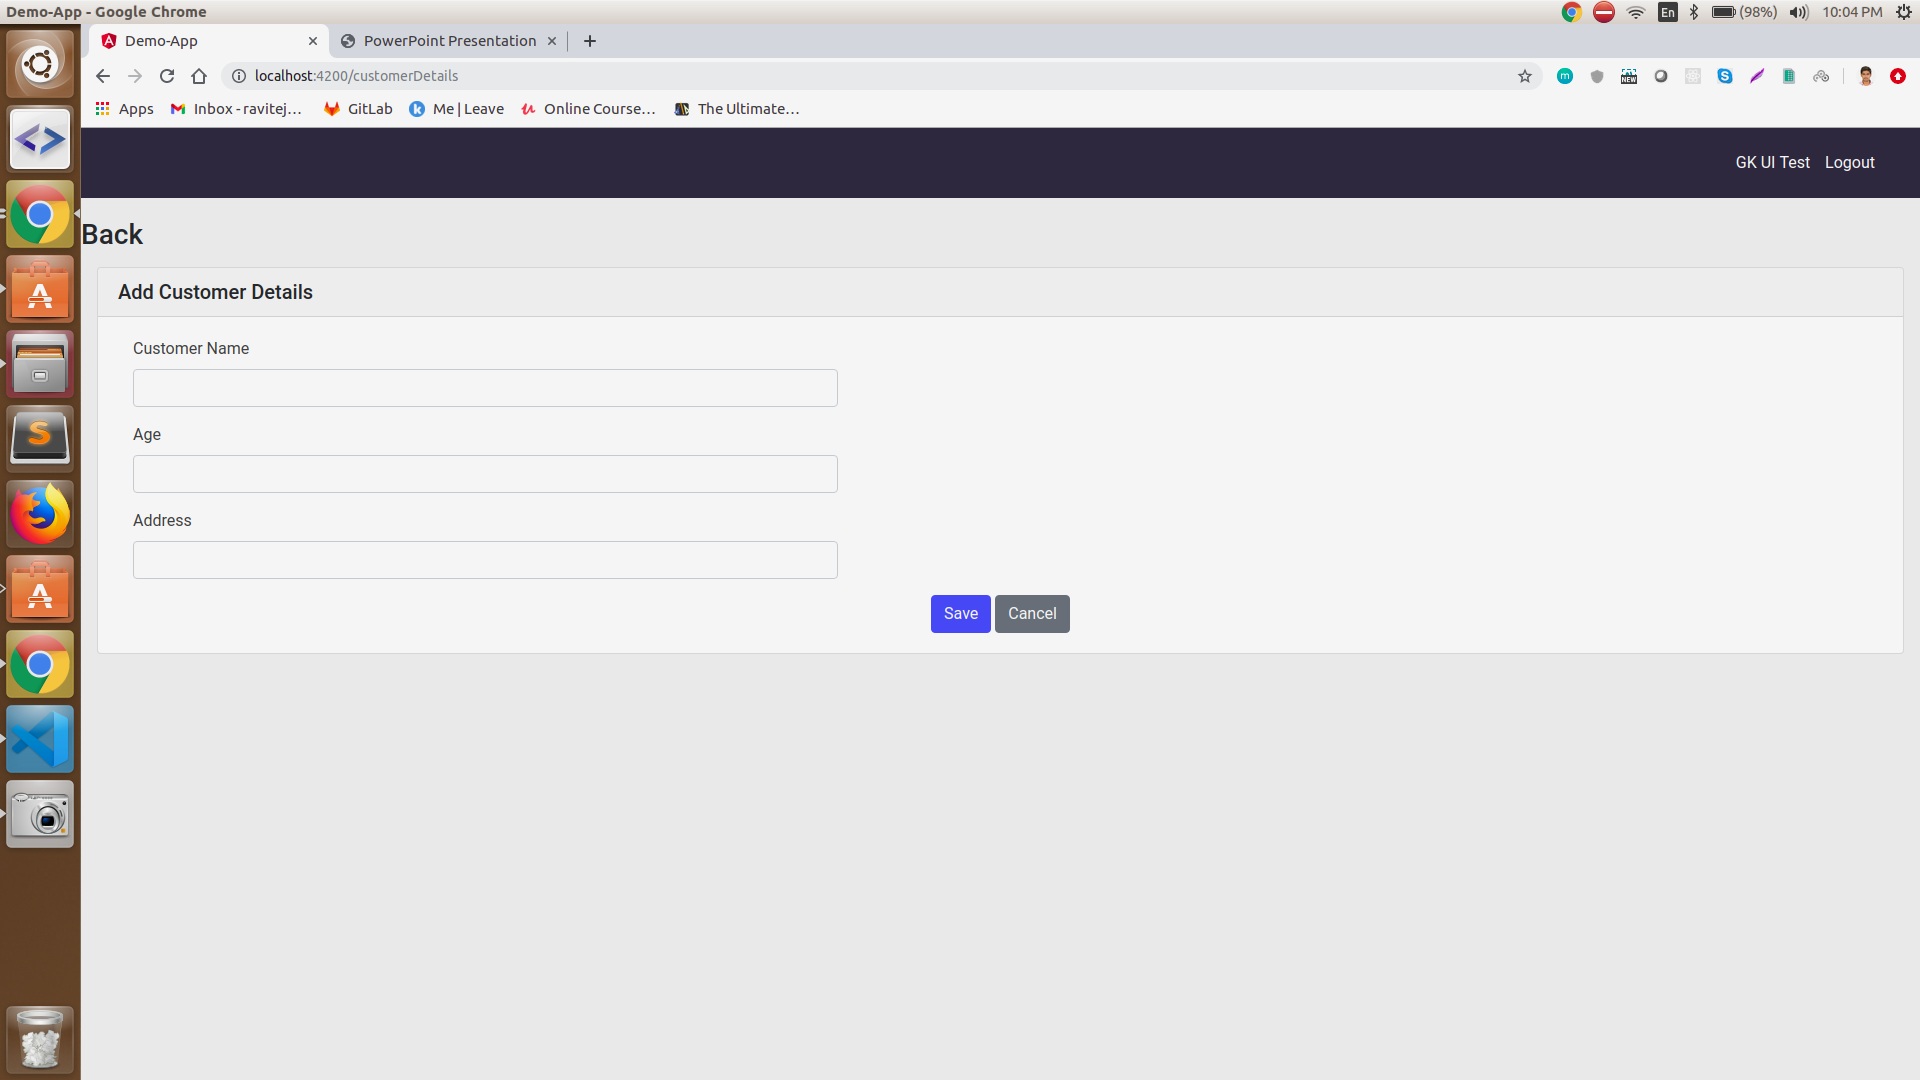 Demo-App - Google Chrome
En (98%) 10:04 PM
Demo-App PowerPoint Presentation
localhost:4200/customerDetails
m NEW S
Apps Inbox - ravitej... GitLab k Me | Leave Online Course... The Ultimate...
GK UI Test Logout
Back
Add Customer Details
Customer Name
Age
Address
Save Cancel